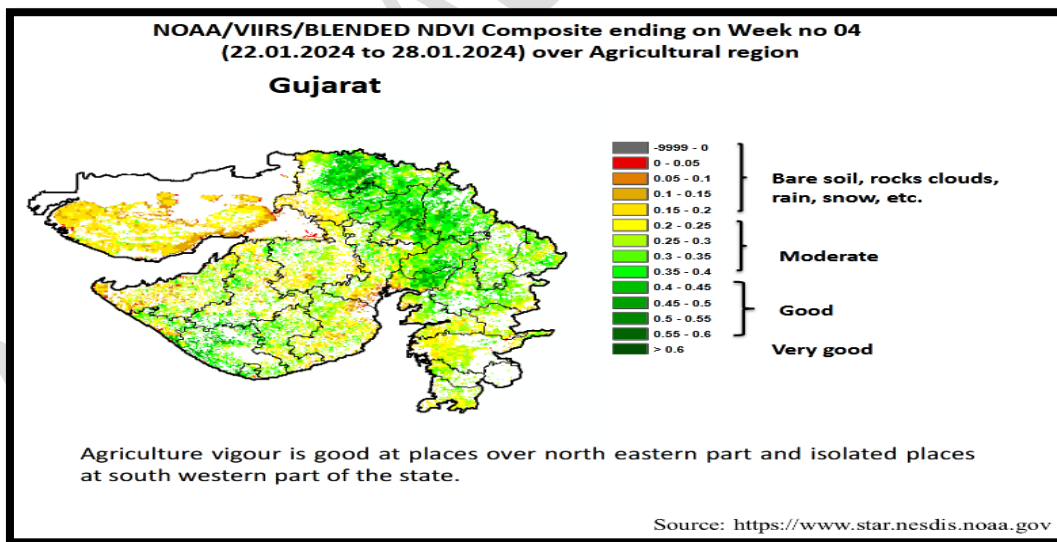 NOAA/VIIRS/BLENDED NDVI Composite ending on Week no 04
(22.01.2024 to 28.01.2024) over Agricultural region
Gujarat
-9999 - 0
0 - 0.05
0.05 - 0.1
0.1 - 0.15
0.15 - 0.2
0.2 - 0.25
0.25 - 0.3
0.3 - 0.35
0.35 - 0.4
0.4 - 0.45
0.45 - 0.5
0.5 - 0.55
0.55 - 0.6
> 0.6
Bare soil, rocks clouds,
rain, snow, etc.
Moderate
Good
Very good
Agriculture vigour is good at places over north eastern part and isolated places
at south western part of the state.
Source: https://www.star.nesdis.noaa.gov